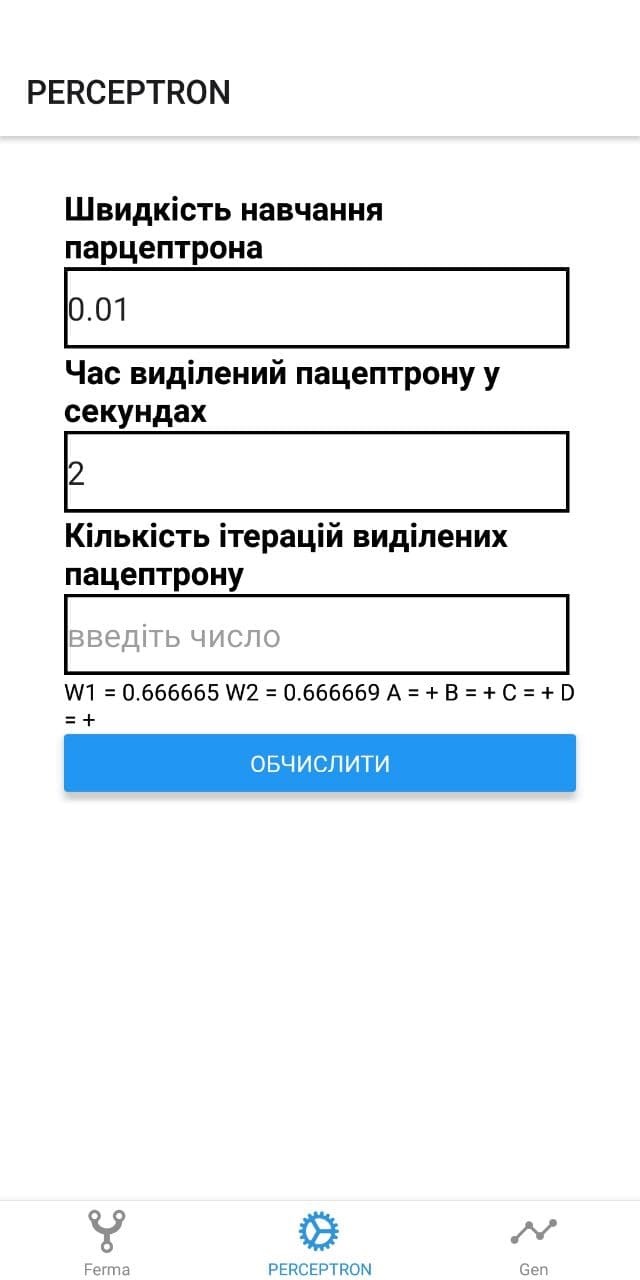 PERCEPTRON
Швидкість навчання
парцептрона
0.01
Час виділений пацептрону у
секундах
2
Кількість ітерацій виділених
пацептрону
введіть число
W1 = 0.666665 W2 = 0.666669 A = + B = + C = + D
= +
ОБЧИСЛИТИ
Ferma
PERCEPTRON
Gen